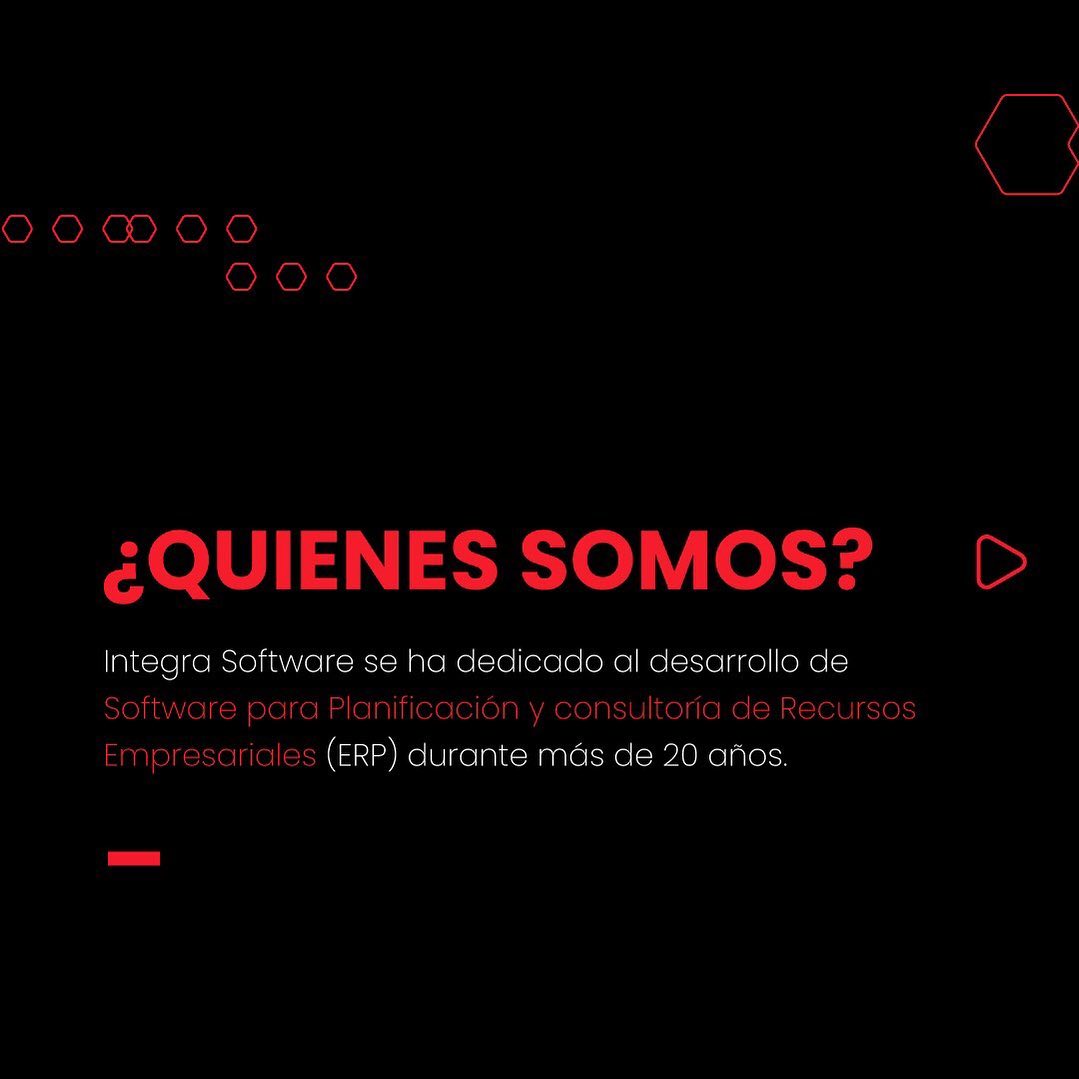 ¿QUIENES SOMOS?
Integra Software se ha dedicado al desarrollo de
Software para Planificación y consultoría de Recursos
Empresariales (ERP) durante más de 20 años.